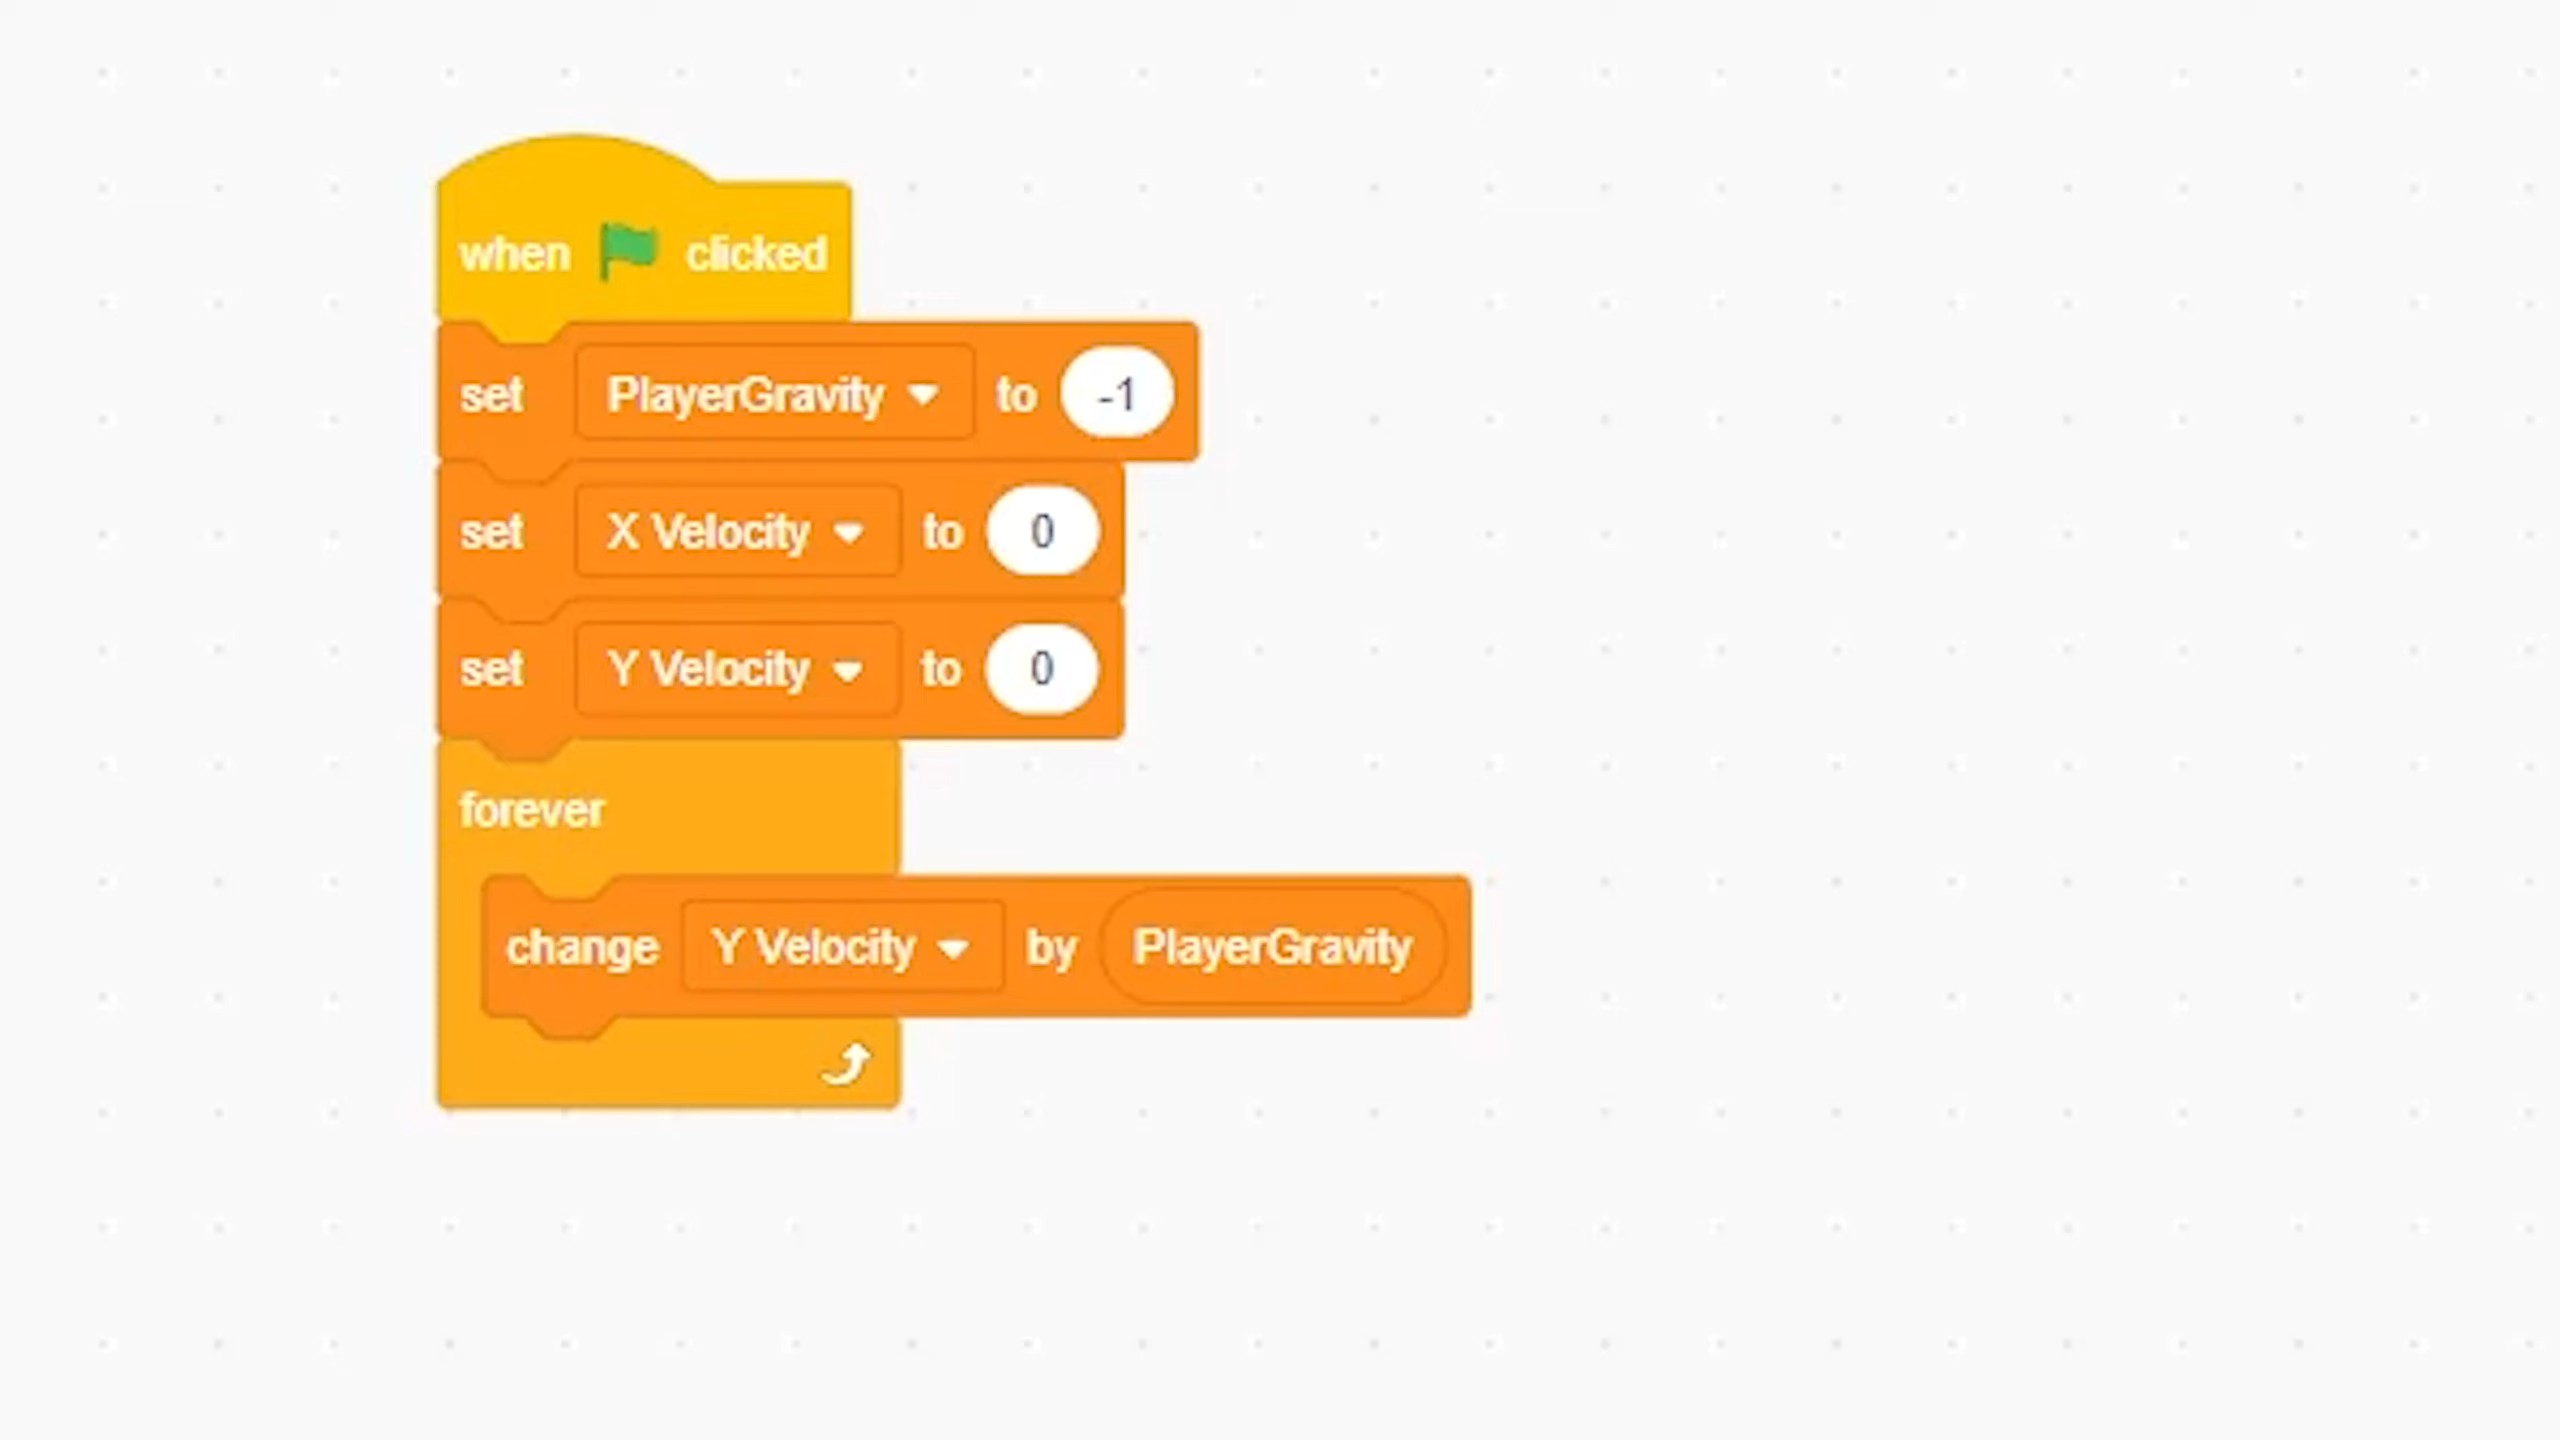 when clicked
set PlayerGravity to -1
set X Velocity to 0
set Y Velocity to 0
forever
change Y Velocity by PlayerGravity